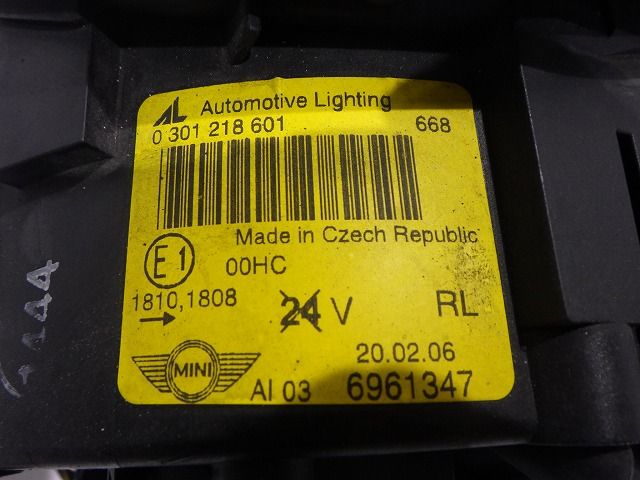 AL Automotive Lighting
0 301 218 601 668
Made in Czech Republic
E1 00HC
1810,1808
24 V RL
MINI
20.02.06
AI 03 6961347